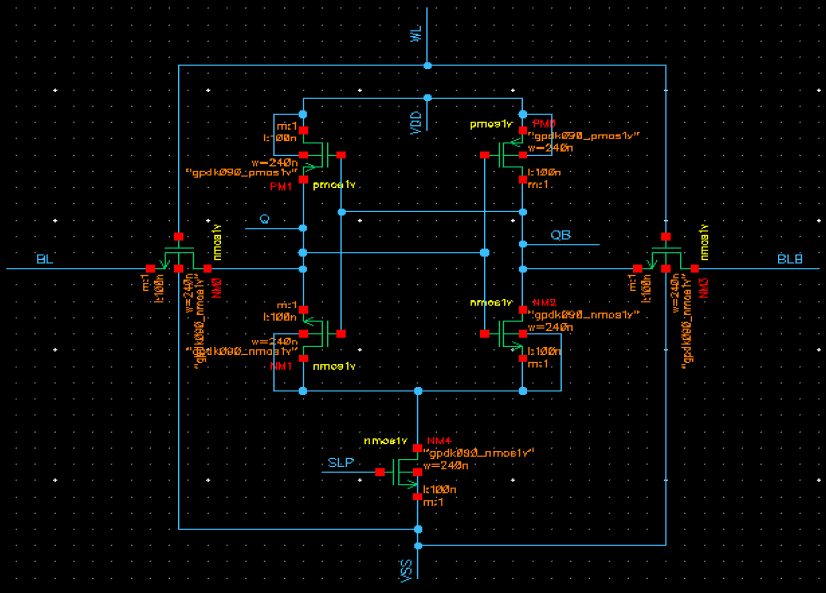 WL
VDD
m:1
l:100n
w=240n
"gpdk090_pmos1v"
PM1
pmos1v
pmos1v
PM0
"gpdk090_pmos1v"
w=240n
l:100n
m:1
Q
QB
BL
BLB
nmos1v
m:1
l:100n
w=240n
"gpdk090_nmos1v"
NM0
nmos1v
m:1
l:100n
w=240n
"gpdk090_nmos1v"
NM3
m:1
l:100n
w=240n
"gpdk090_nmos1v"
NM1
nmos1v
nmos1v
NM2
"gpdk090_nmos1v"
w=240n
l:100n
m:1
nmos1v
NM4
"gpdk090_nmos1v"
w=240n
l:100n
m:1
SLP
VSS